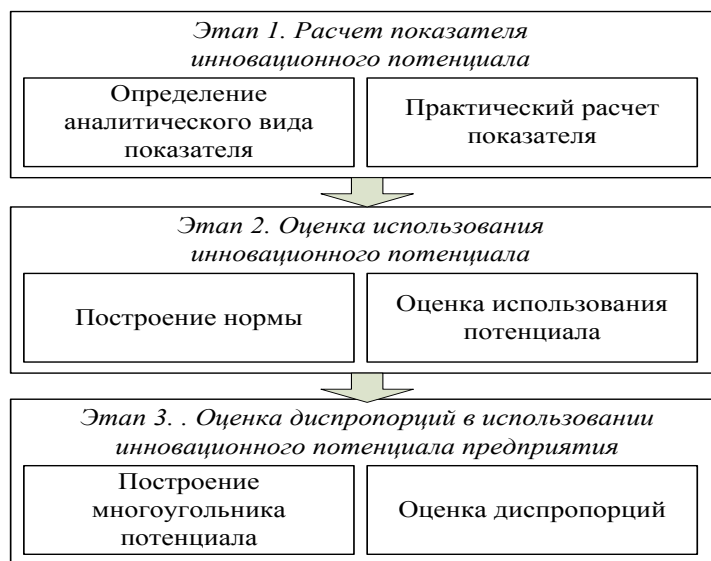 Этап 1. Расчет показателя
инновационного потенциала
Определение
аналитического вида
показателя
Практический расчет
показателя
Этап 2. Оценка использования
инновационного потенциала
Построение нормы
Оценка использования
потенциала
Этап 3. . Оценка диспропорций в использовании
инновационного потенциала предприятия
Построение
многоугольника
потенциала
Оценка диспропорций